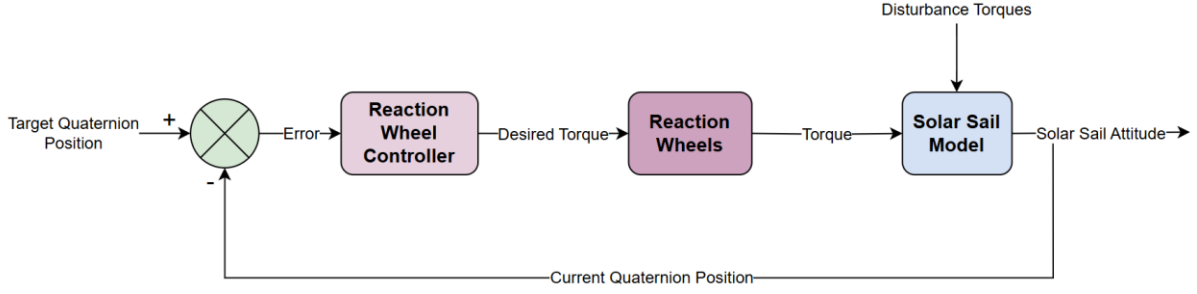 Disturbance Torques
Target Quaternion
Position
+
-
Error
Reaction
Wheel
Controller
Desired Torque
Reaction
Wheels
Torque
Solar Sail
Model
Solar Sail Attitude
Current Quaternion Position